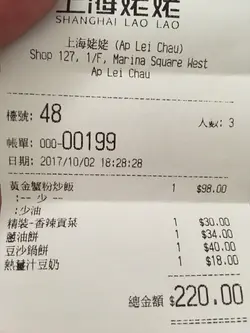 上海姥姥
SHANGHAI LAO LAO
上海姥姥 (Ap Lei Chau)
Shop 127, 1/F, Marina Square West
Ap Lei Chau
檯號: 48
人數: 3
帳單: 000-00199
日期: 2017/10/02 18:28:28
黃金蟹粉炒飯 1 $98.00
:-- 少 --
:少油
精裝-香辣貢菜 1 $30.00
蔥油餅 1 $34.00
豆沙鍋餅 1 $40.00
熱薑汁豆奶 1 $18.00
總金額 $220.00